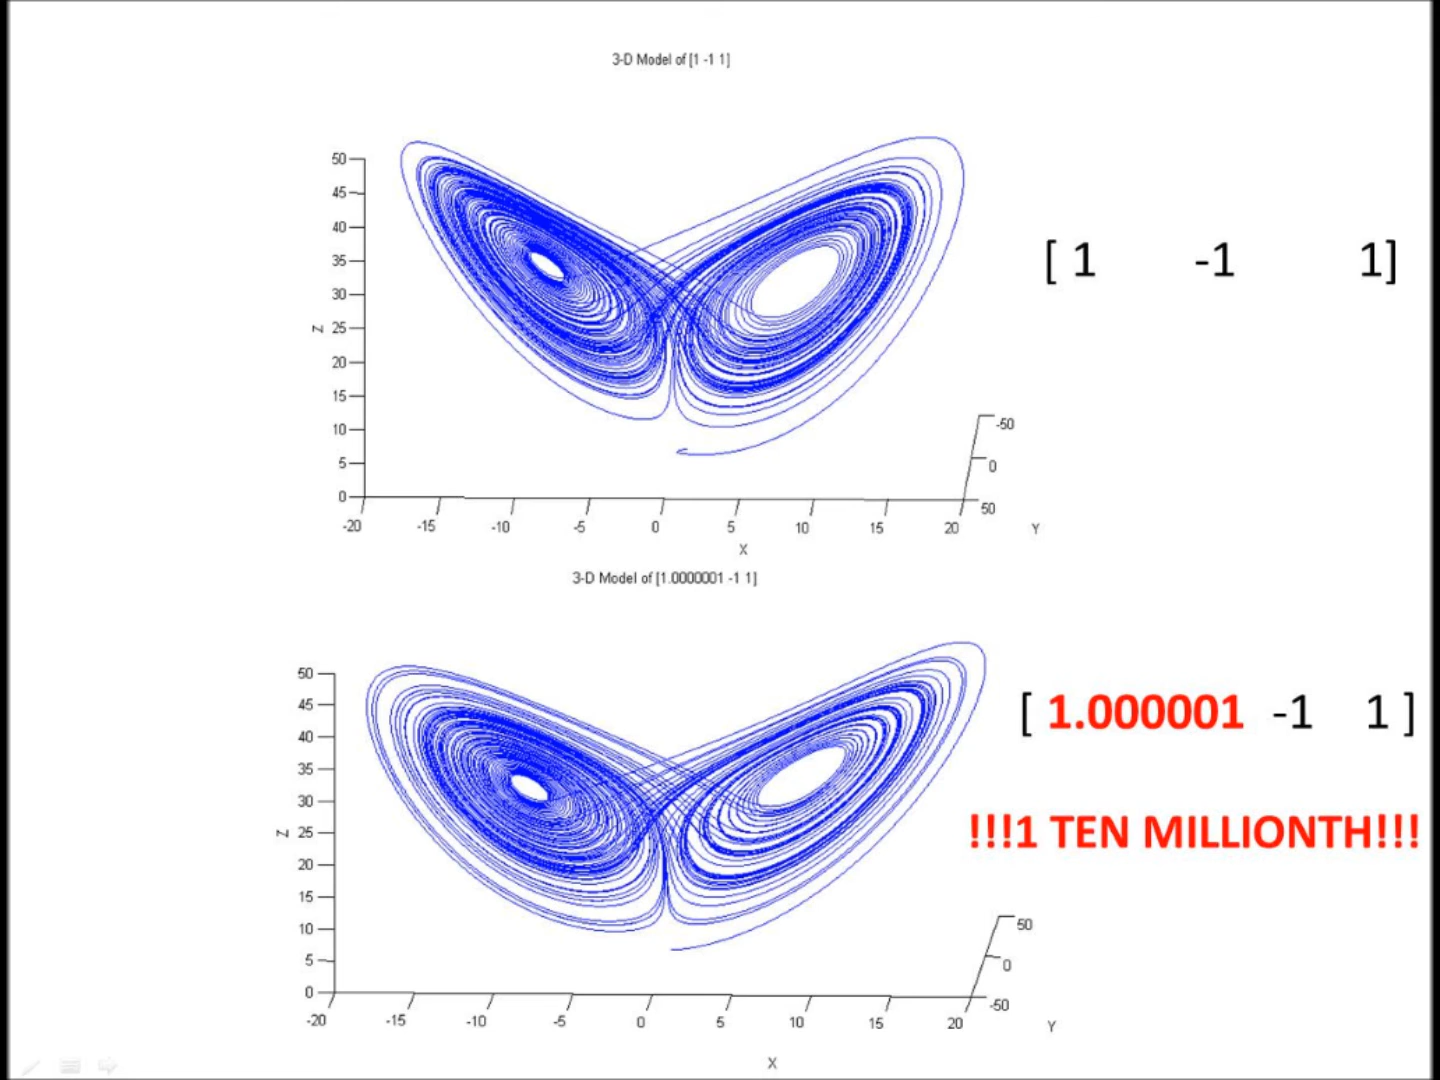 3-D Model of [1 -1 1]
50
45
40
35
30
25
20
15
10
5
0
Z
-20 -15 -10 -5 0 5 10 15 20
X
-50
0
50
Y
[ 1 -1 1]
3-D Model of [1.0000001 -1 1]
50
45
40
35
30
25
20
15
10
5
0
Z
-20 -15 -10 -5 0 5 10 15 20
X
50
0
-50
Y
[ 1.000001 -1 1 ]
!!!1 TEN MILLIONTH!!!